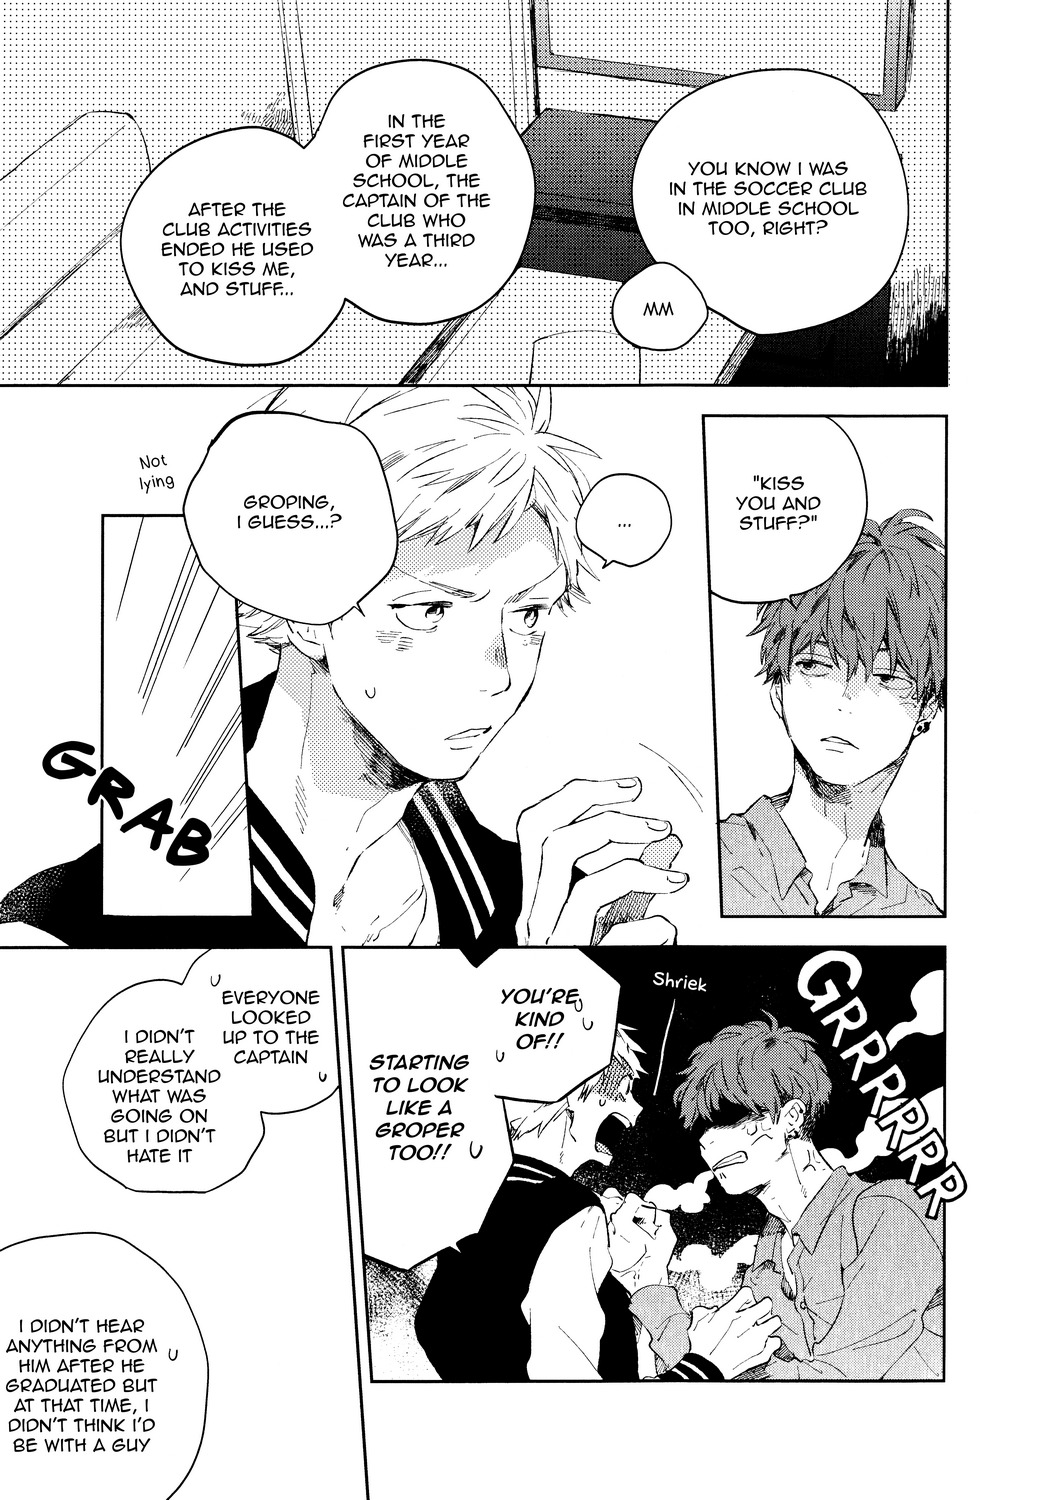 YOU KNOW I WAS
IN THE SOCCER CLUB
IN MIDDLE SCHOOL
TOO, RIGHT?
MM
IN THE
FIRST YEAR
OF MIDDLE
SCHOOL, THE
CAPTAIN OF THE
CLUB WHO
WAS A THIRD
YEAR...
AFTER THE
CLUB ACTIVITIES
ENDED HE USED
TO KISS ME,
AND STUFF...
"KISS
YOU AND
STUFF?"
...
GROPING,
I GUESS...?
Not
lying
GRAB
GRRRRRR
Shriek
YOU'RE
KIND
OF!!
STARTING
TO LOOK
LIKE A
GROPER
TOO!!
EVERYONE
LOOKED
UP TO THE
CAPTAIN
I DIDN'T
REALLY
UNDERSTAND
WHAT WAS
GOING ON
BUT I DIDN'T
HATE IT
I DIDN'T HEAR
ANYTHING FROM
HIM AFTER HE
GRADUATED BUT
AT THAT TIME, I
DIDN'T THINK I'D
BE WITH A GUY